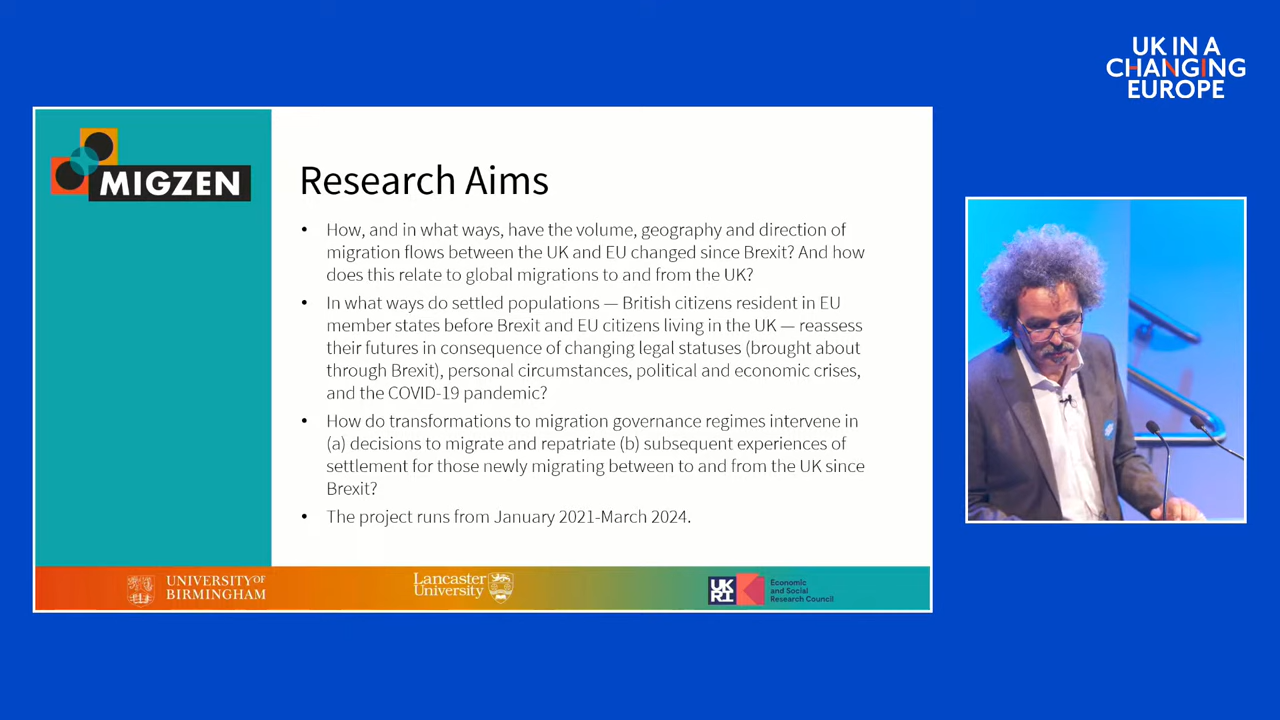 UK IN A
CHANGING
EUROPE
MIGZEN
Research Aims
• How, and in what ways, have the volume, geography and direction of
migration flows between the UK and EU changed since Brexit? And how
does this relate to global migrations to and from the UK?
• In what ways do settled populations — British citizens resident in EU
member states before Brexit and EU citizens living in the UK — reassess
their futures in consequence of changing legal statuses (brought about
through Brexit), personal circumstances, political and economic crises,
and the COVID-19 pandemic?
• How do transformations to migration governance regimes intervene in
(a) decisions to migrate and repatriate (b) subsequent experiences of
settlement for those newly migrating between to and from the UK since
Brexit?
• The project runs from January 2021-March 2024.
UNIVERSITY OF
BIRMINGHAM
Lancaster
University
UK
RI
Economic
and Social
Research Council